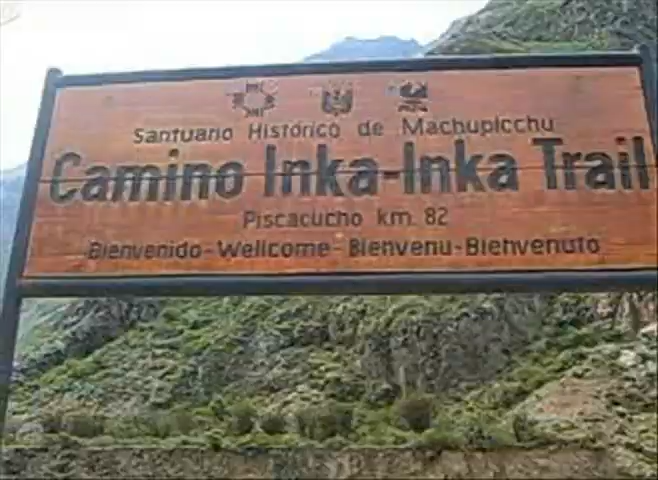 Santuario Histórico de Machupicchu
Camino Inka-Inka Trail
Piscacucho km. 82
Bienvenido-Wellcome-Bienvenu-Bienvenuto